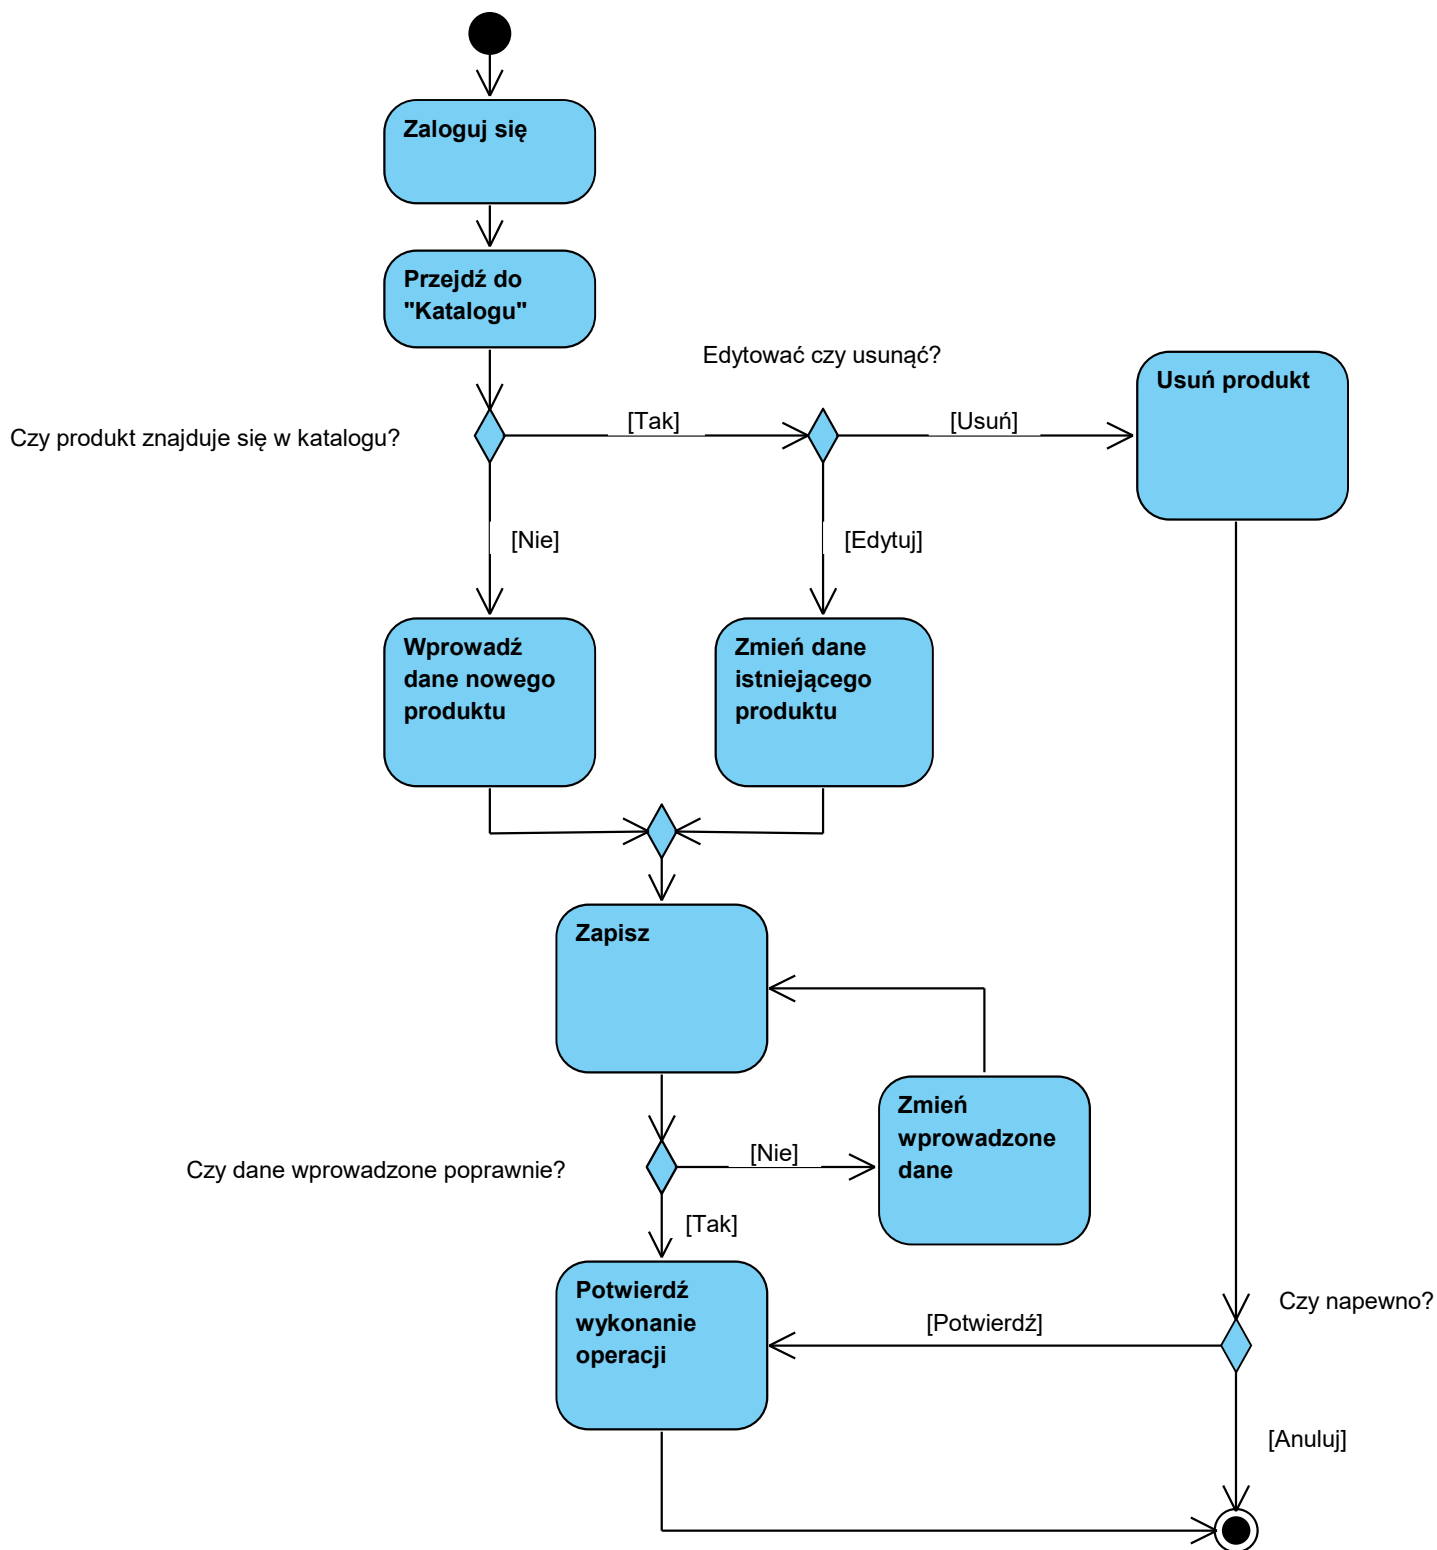 Zaloguj się
Przejdź do
"Katalogu"
Edytować czy usunąć?
Usuń produkt
Czy produkt znajduje się w katalogu?
[Tak]
[Usuń]
[Nie]
[Edytuj]
Wprowadź
dane nowego
produktu
Zmień dane
istniejącego
produktu
Zapisz
Zmień
wprowadzone
dane
Czy dane wprowadzone poprawnie?
[Nie]
[Tak]
Potwierdź
wykonanie
operacji
[Potwierdź]
Czy napewno?
[Anuluj]